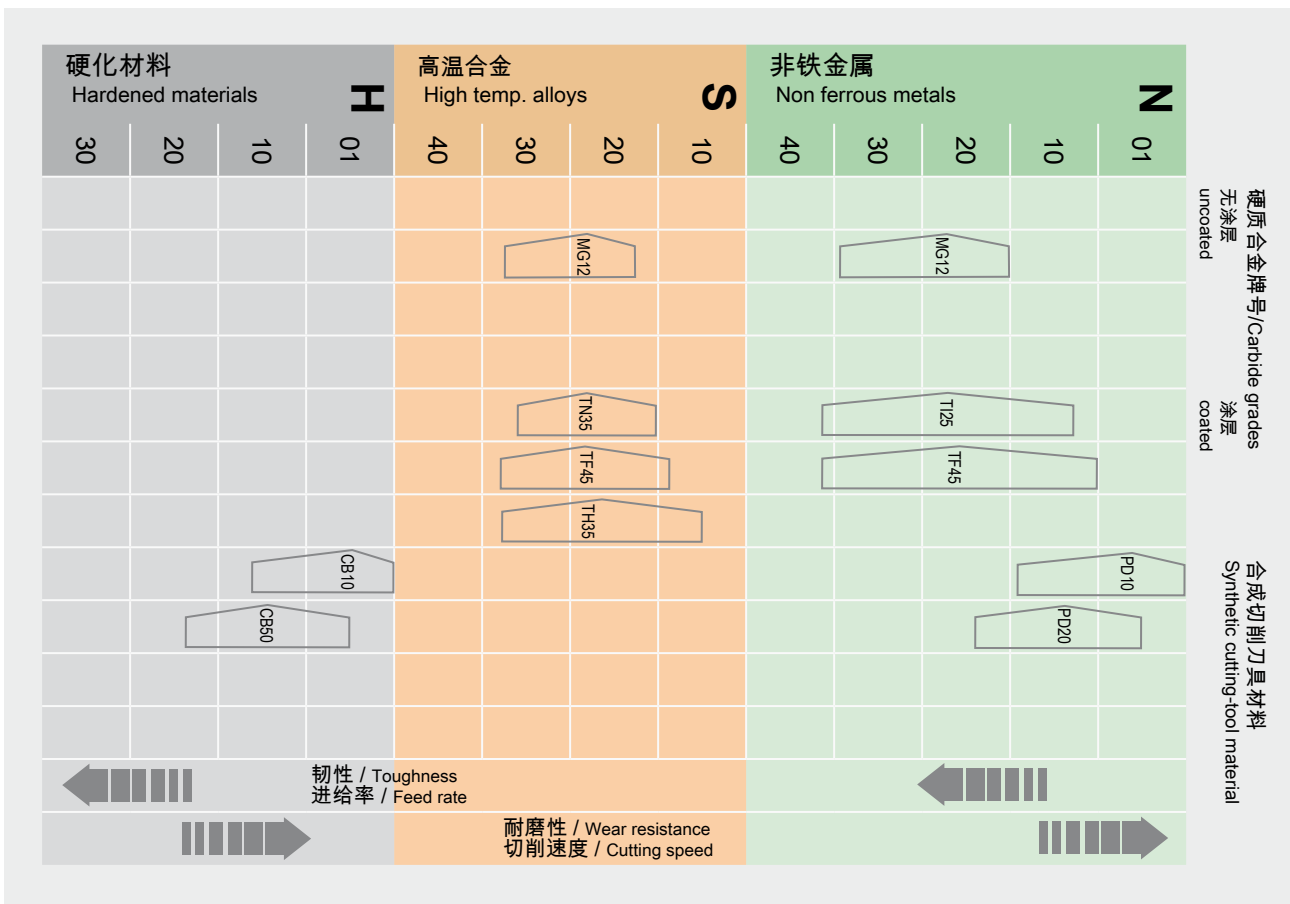 硬化材料
Hardened materials
H
高温合金
High temp. alloys
S
非铁金属
Non ferrous metals
N
30
20
10
01
40
30
20
10
40
30
20
10
01
硬质合金牌号/Carbide grades
无涂层
uncoated
MG12
MG12
涂层
coated
TN35
TI25
TF45
TF45
TH35
合成切削刀具材料
Synthetic cutting-tool material
CB10
PD10
CB50
PD20
韧性 / Toughness
进给率 / Feed rate
耐磨性 / Wear resistance
切削速度 / Cutting speed